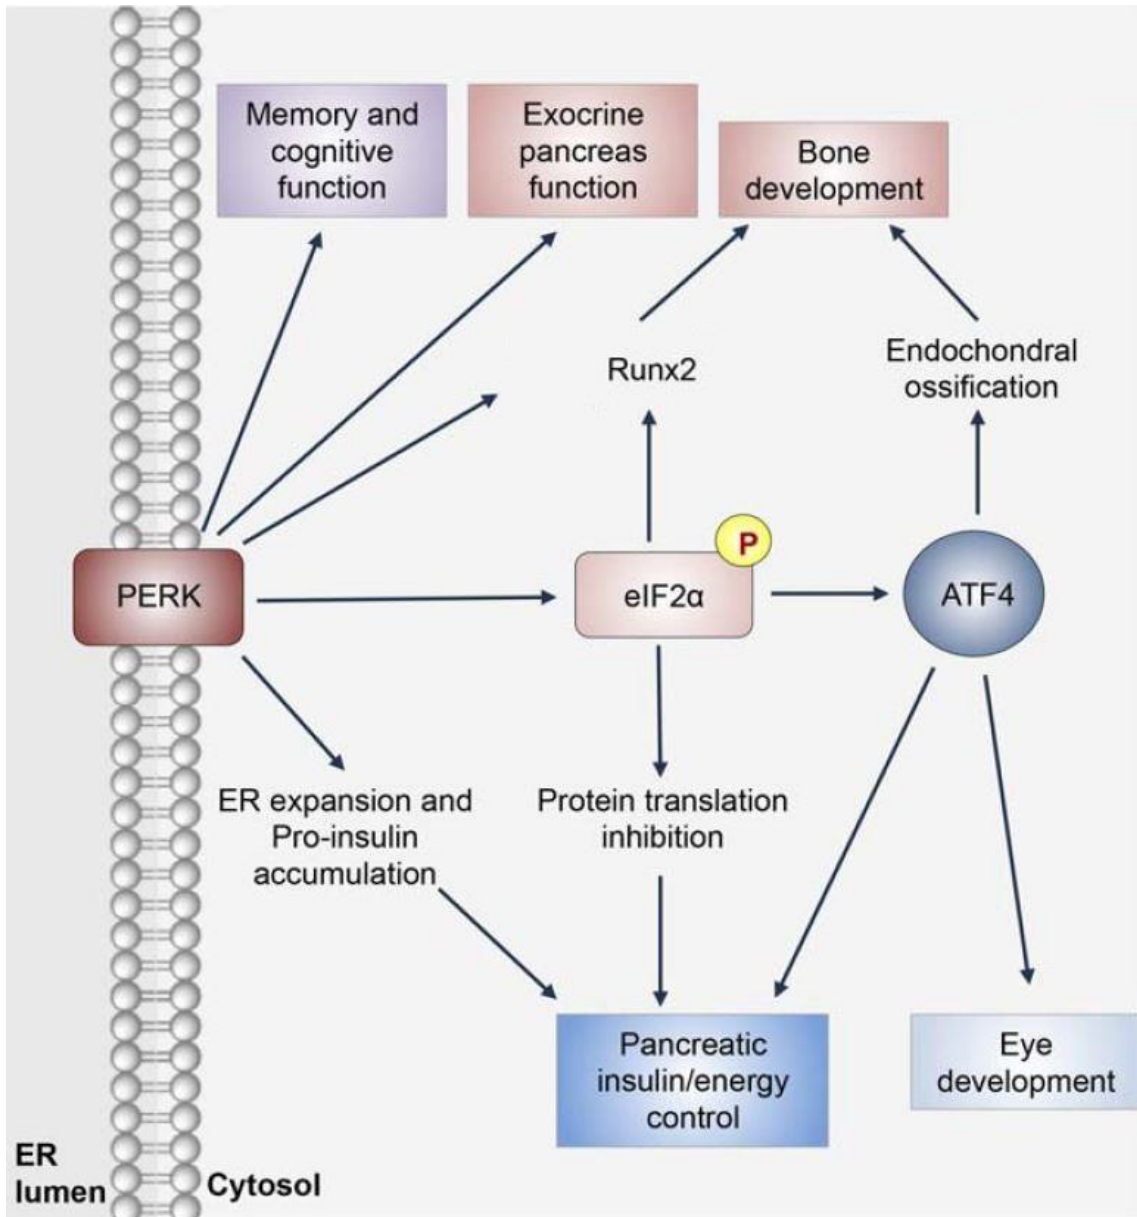 Memory and
cognitive
function
Exocrine
pancreas
function
Bone
development
Runx2
Endochondral
ossification
P
PERK
eIF2α
ATF4
ER expansion and
Pro-insulin
accumulation
Protein translation
inhibition
Pancreatic
insulin/energy
control
Eye
development
ER
lumen
Cytosol